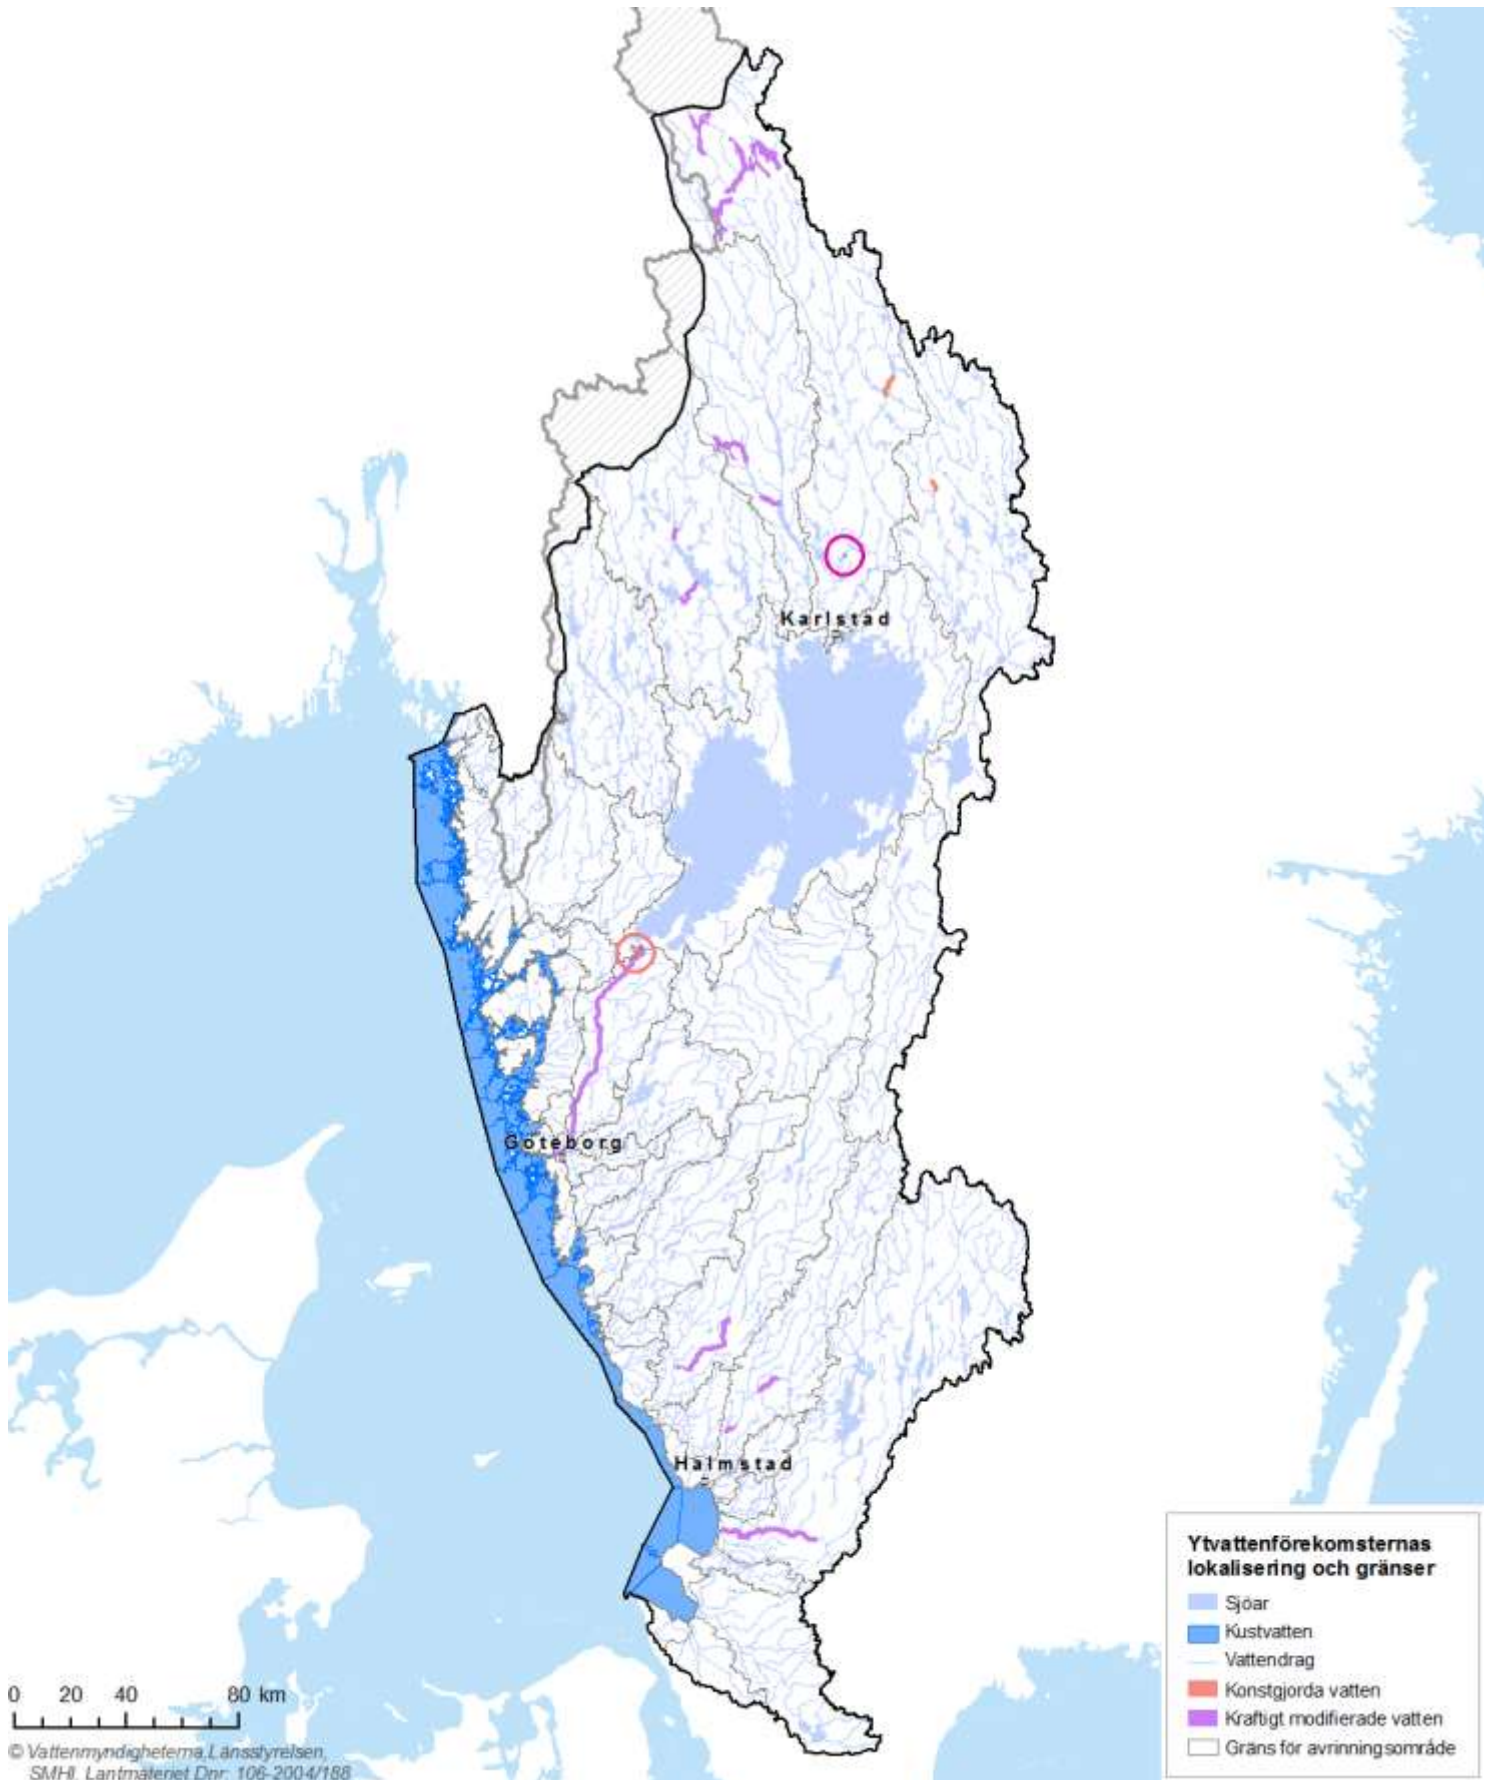 Karlstad
Göteborg
Halmstad
Ytvattenförekomsternas
lokalisering och gränser
Sjöar
Kustvatten
Vattendrag
Konstgjorda vatten
Kraftigt modifierade vatten
Gräns för avrinningsområde
0 20 40 80 km
© Vattenmyndigheterna, Länsstyrelsen,
SMHI, Lantmäteriet Dnr: 106-2004/188